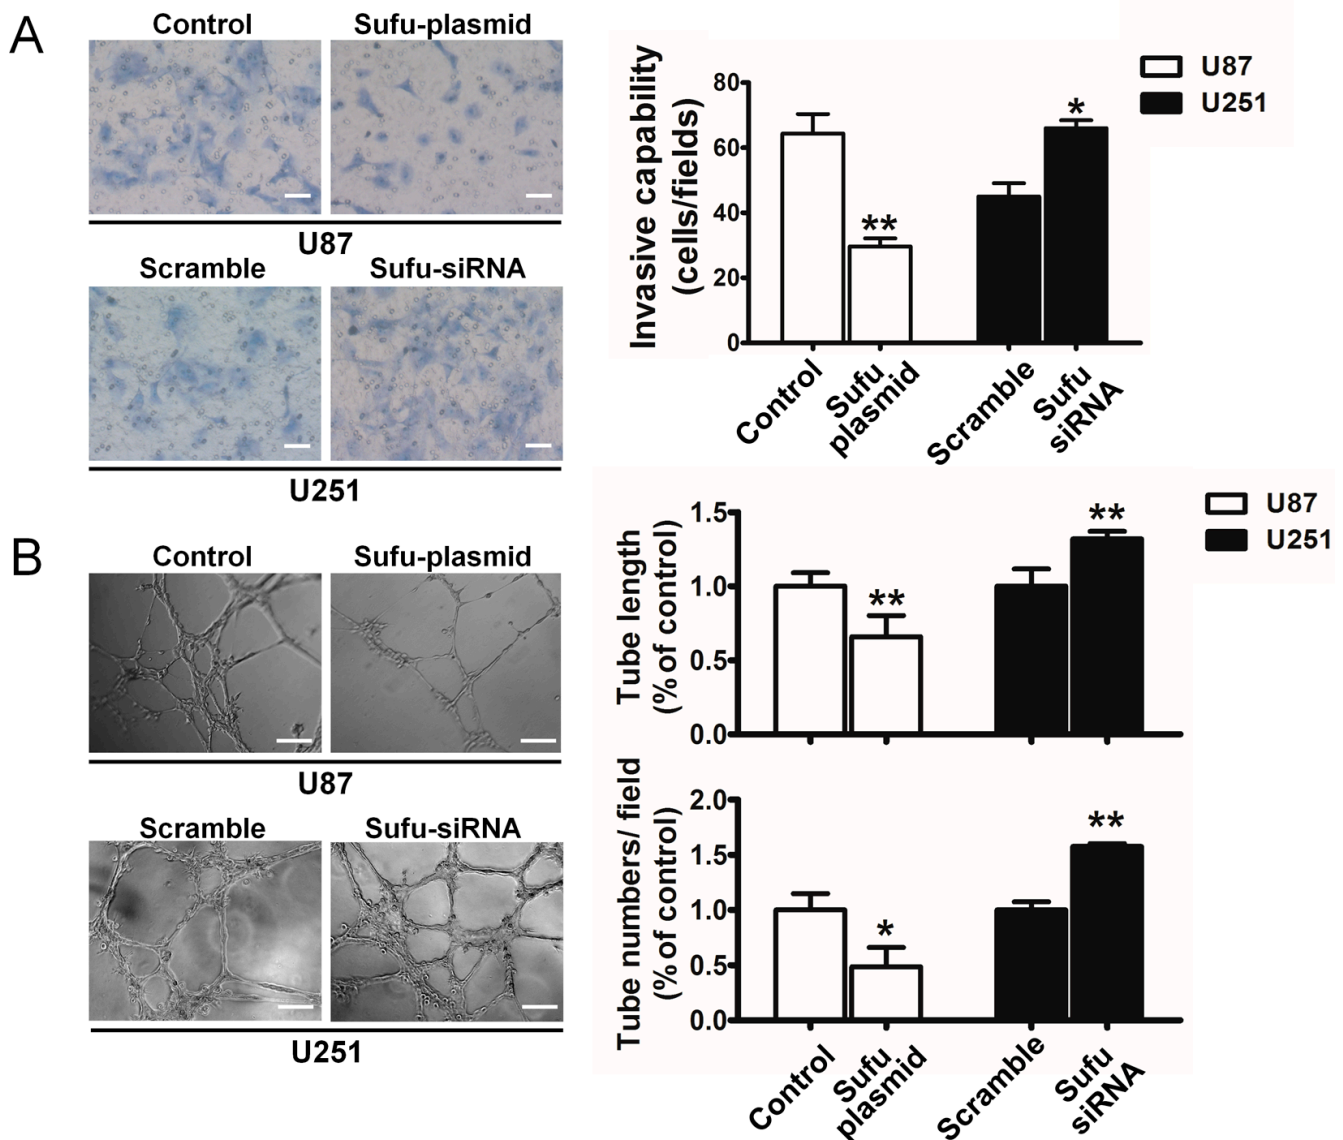 A
Control
Sufu-plasmid
U87
Scramble
Sufu-siRNA
U251
Invasive capability
(cells/fields)
80
60
40
20
0
**
*
Control
Sufu
plasmid
Scramble
Sufu
siRNA
U87
U251
B
Control
Sufu-plasmid
U87
Scramble
Sufu-siRNA
U251
Tube length
(% of control)
1.5
1.0
0.5
0.0
**
**
U87
U251
Tube numbers/ field
(% of control)
2.0
1.5
1.0
0.5
0.0
*
**
Control
Sufu
plasmid
Scramble
Sufu
siRNA